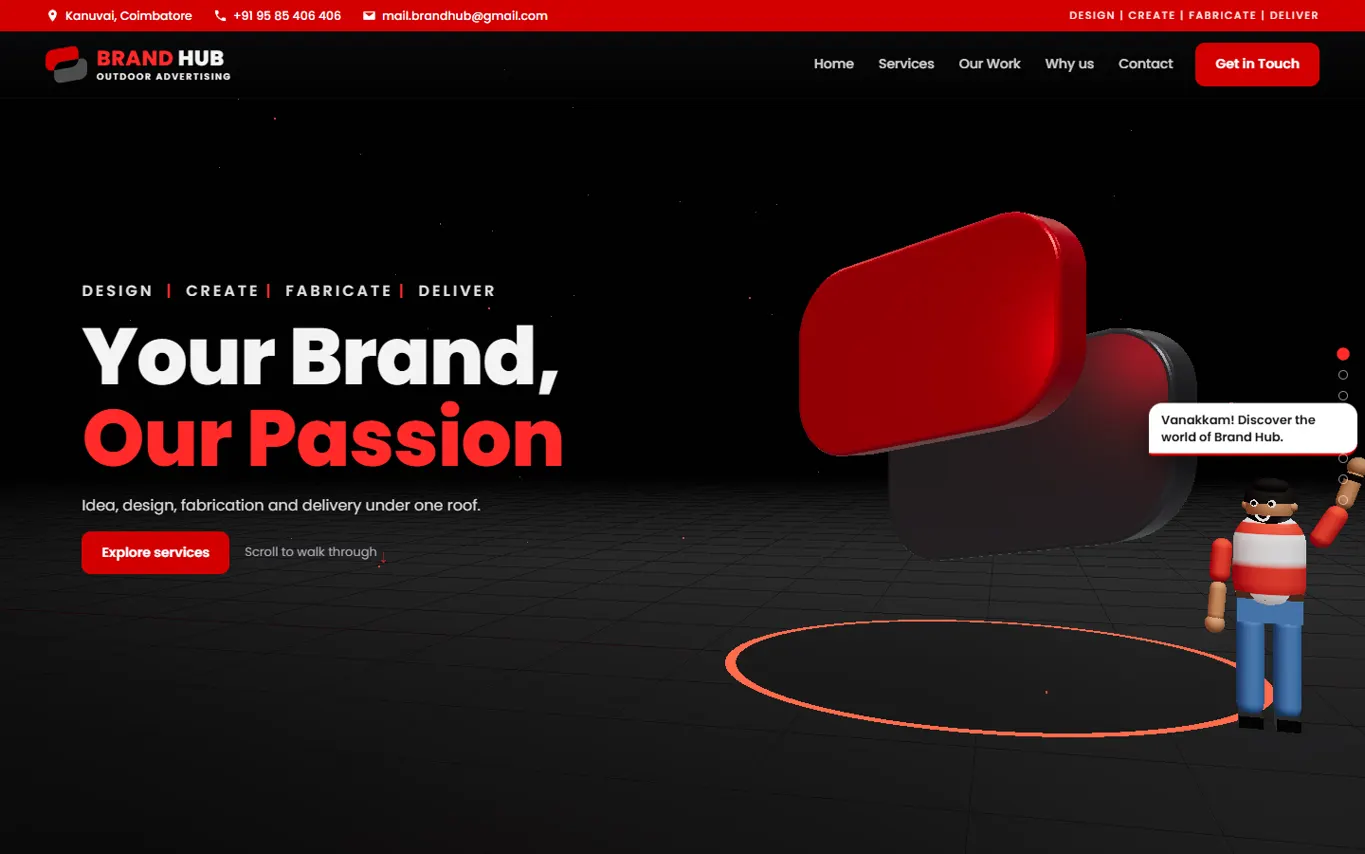 Kanuvai, Coimbatore
+91 95 85 406 406
mail.brandhub@gmail.com
DESIGN | CREATE | FABRICATE | DELIVER
BRAND HUB
OUTDOOR ADVERTISING
Home
Services
Our Work
Why us
Contact
Get in Touch
DESIGN | CREATE | FABRICATE | DELIVER
Your Brand,
Our Passion
Idea, design, fabrication and delivery under one roof.
Explore services
Scroll to walk through ↓
Vanakkam! Discover the
world of Brand Hub.